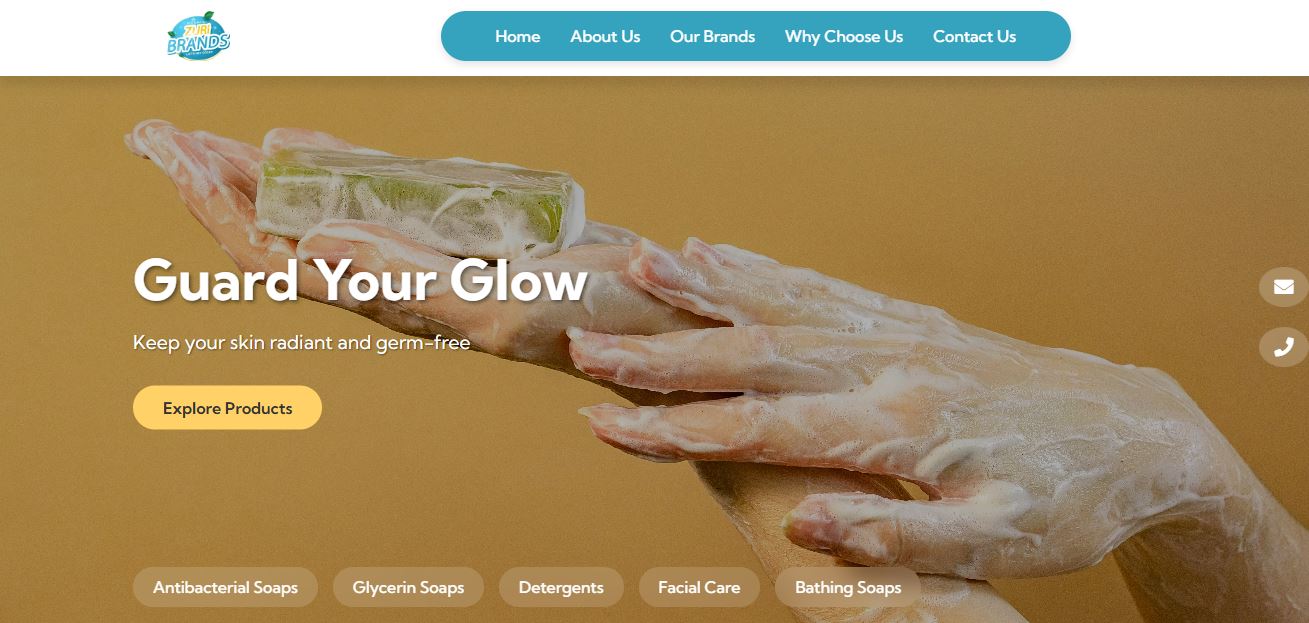 ZUBI
BRANDS
Home
About Us
Our Brands
Why Choose Us
Contact Us
Guard Your Glow
Keep your skin radiant and germ-free
Explore Products
Antibacterial Soaps
Glycerin Soaps
Detergents
Facial Care
Bathing Soaps